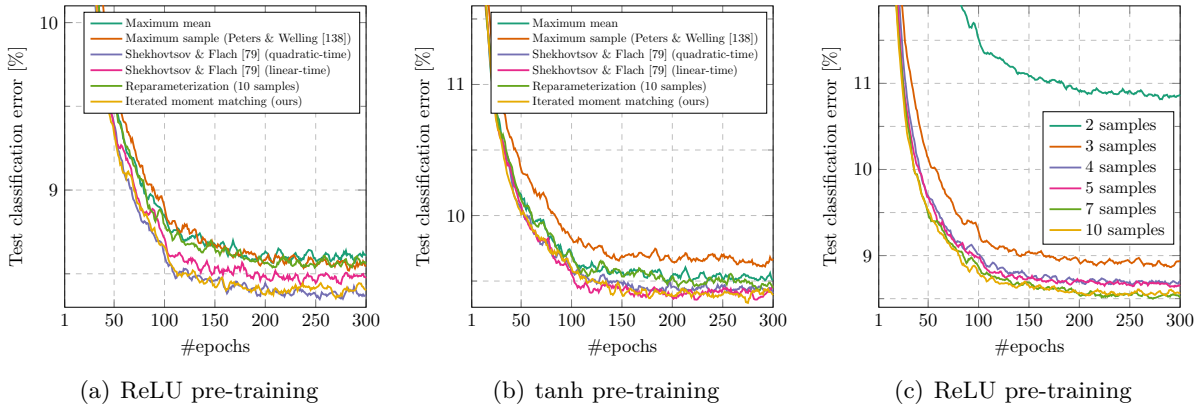 10
9
Test classification error [%]
Maximum mean
Maximum sample (Peters & Welling [138])
Shekhovtsov & Flach [79] (quadratic-time)
Shekhovtsov & Flach [79] (linear-time)
Reparameterization (10 samples)
Iterated moment matching (ours)
1 50 100 150 200 250 300
#epochs
(a) ReLU pre-training
11
10
Test classification error [%]
Maximum mean
Maximum sample (Peters & Welling [138])
Shekhovtsov & Flach [79] (quadratic-time)
Shekhovtsov & Flach [79] (linear-time)
Reparameterization (10 samples)
Iterated moment matching (ours)
1 50 100 150 200 250 300
#epochs
(b) tanh pre-training
11
10
9
Test classification error [%]
2 samples
3 samples
4 samples
5 samples
7 samples
10 samples
1 50 100 150 200 250 300
#epochs
(c) ReLU pre-training